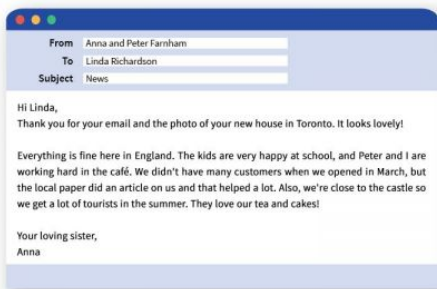 From Anna and Peter Farnham
To Linda Richardson
Subject News
Hi Linda,
Thank you for your email and the photo of your new house in Toronto. It looks lovely!
Everything is fine here in England. The kids are very happy at school, and Peter and I are
working hard in the café. We didn't have many customers when we opened in March, but
the local paper did an article on us and that helped a lot. Also, we're close to the castle so
we get a lot of tourists in the summer. They love our tea and cakes!
Your loving sister,
Anna